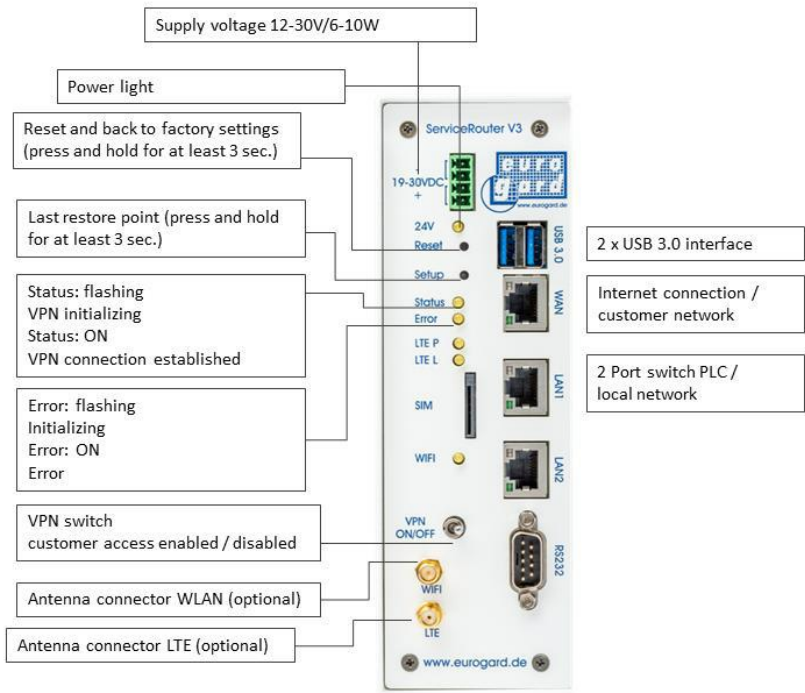 Supply voltage 12-30V/6-10W
Power light
Reset and back to factory settings
(press and hold for at least 3 sec.)
Last restore point (press and hold
for at least 3 sec.)
Status: flashing
VPN initializing
Status: ON
VPN connection established
Error: flashing
Initializing
Error: ON
Error
VPN switch
customer access enabled / disabled
Antenna connector WLAN (optional)
Antenna connector LTE (optional)
ServiceRouter V3
19-30VDC
+
euro
gard
www.eurogard.de
24V
Reset
Setup
Status
Error
LTE P
LTE L
SIM
WIFI
VPN
ON/OFF
WIFI
LTE
USB 3.0
WAN
LAN1
LAN2
RS232
www.eurogard.de
2 x USB 3.0 interface
Internet connection /
customer network
2 Port switch PLC /
local network